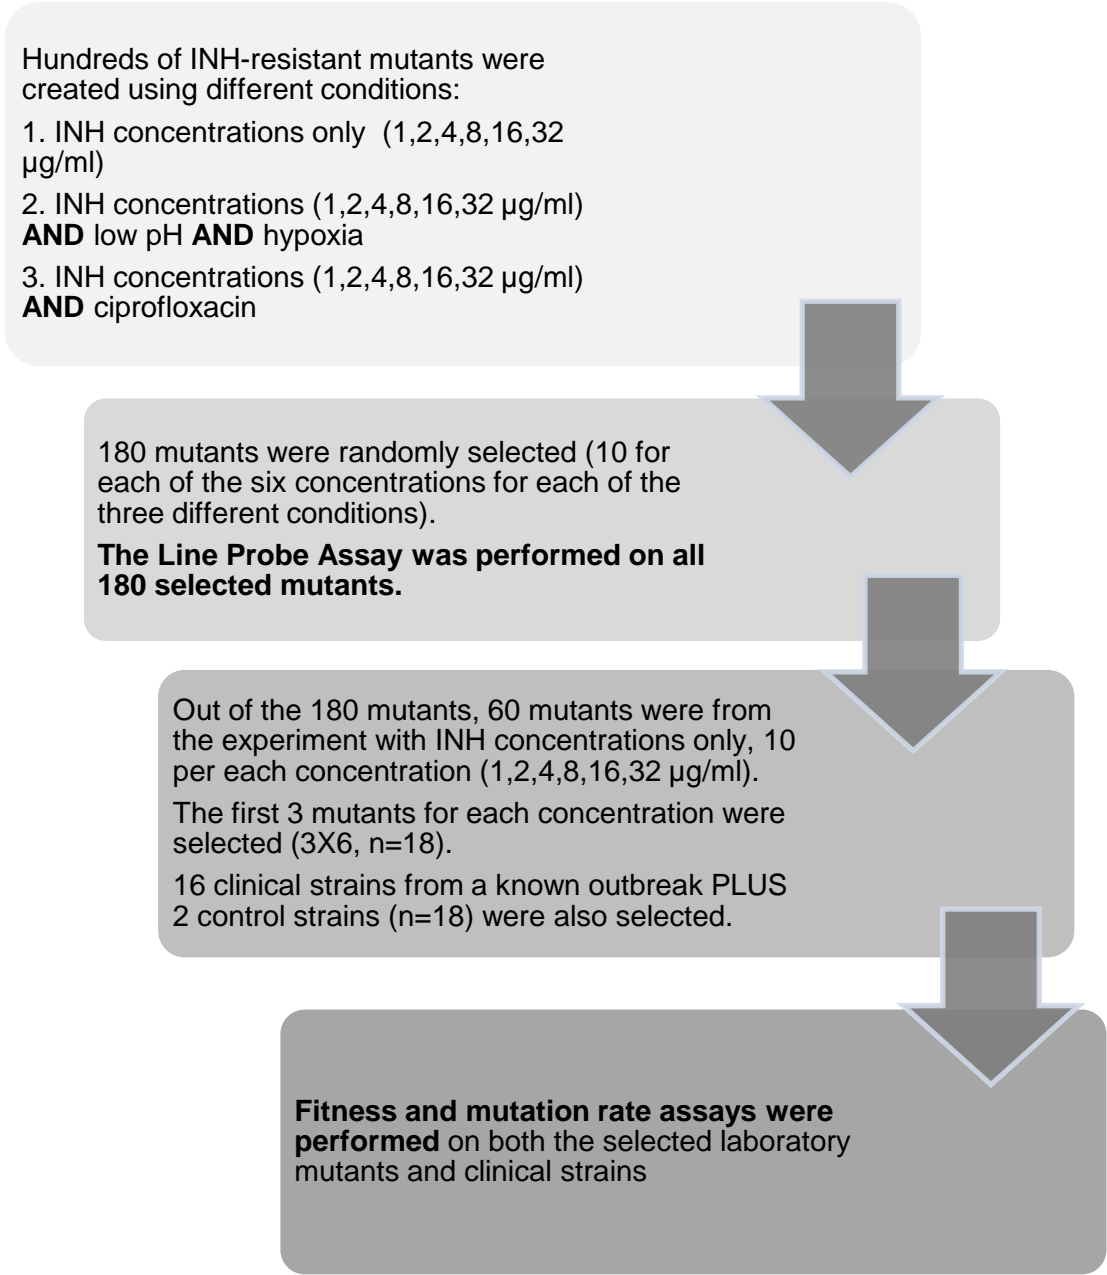 Hundreds of INH-resistant mutants were
created using different conditions:
1. INH concentrations only  (1,2,4,8,16,32
µg/ml)
2. INH concentrations (1,2,4,8,16,32 µg/ml)
AND low pH AND hypoxia
3. INH concentrations (1,2,4,8,16,32 µg/ml)
AND ciprofloxacin
180 mutants were randomly selected (10 for
each of the six concentrations for each of the
three different conditions).
The Line Probe Assay was performed on all
180 selected mutants.
Out of the 180 mutants, 60 mutants were from
the experiment with INH concentrations only, 10
per each concentration (1,2,4,8,16,32 µg/ml).
The first 3 mutants for each concentration were
selected (3X6, n=18).
16 clinical strains from a known outbreak PLUS
2 control strains (n=18) were also selected.
Fitness and mutation rate assays were
performed on both the selected laboratory
mutants and clinical strains